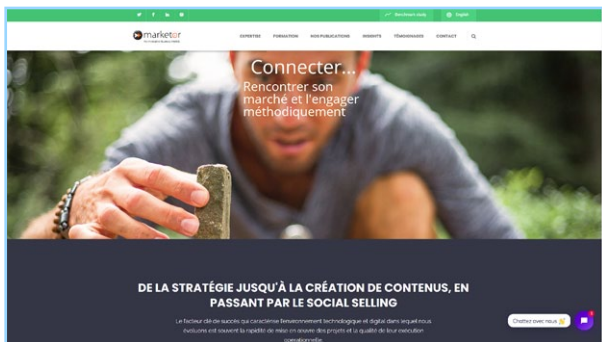 Benchmark study
English
marketor
EXPERTISE FORMATION NOS PUBLICATIONS INSIGHTS TÉMOIGNAGES CONTACT
Connecter...
Rencontrer son
marché et l'engager
méthodiquement
DE LA STRATÉGIE JUSQU'À LA CRÉATION DE CONTENUS, EN
PASSANT PAR LE SOCIAL SELLING
Le facteur clé de succès qui caractérise l'environnement technologique et digital dans lequel nous
évoluons est souvent la rapidité de mise en œuvre des projets et la qualité de leur exécution
opérationnelle.
Chattez avec nous 👋